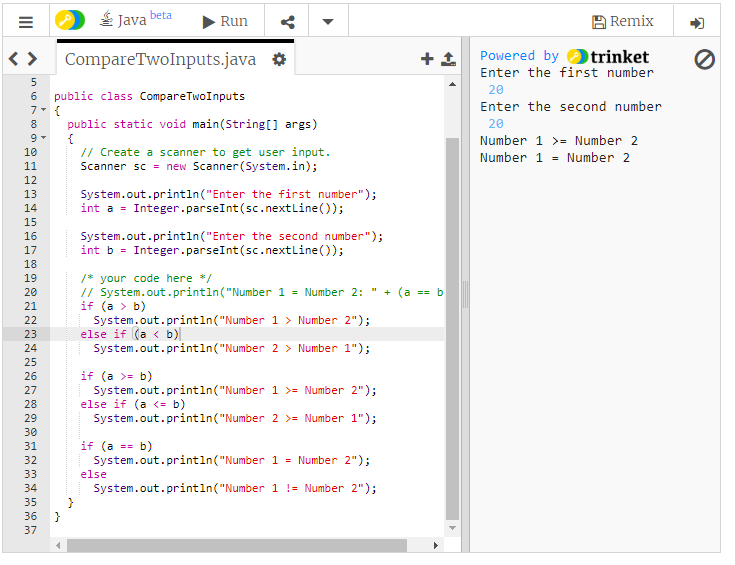 Java beta Run Remix
CompareTwoInputs.java
5
6 public class CompareTwoInputs
7 {
8 public static void main(String[] args)
9 {
10 // Create a scanner to get user input.
11 Scanner sc = new Scanner(System.in);
12
13 System.out.println("Enter the first number");
14 int a = Integer.parseInt(sc.nextLine());
15
16 System.out.println("Enter the second number");
17 int b = Integer.parseInt(sc.nextLine());
18
19 /* your code here */
20 // System.out.println("Number 1 = Number 2: " + (a == b
21 if (a > b)
22 System.out.println("Number 1 > Number 2");
23 else if (a < b)
24 System.out.println("Number 2 > Number 1");
25
26 if (a >= b)
27 System.out.println("Number 1 >= Number 2");
28 else if (a <= b)
29 System.out.println("Number 2 >= Number 1");
30
31 if (a == b)
32 System.out.println("Number 1 = Number 2");
33 else
34 System.out.println("Number 1 != Number 2");
35 }
36 }
37
Powered by trinket
Enter the first number
20
Enter the second number
20
Number 1 >= Number 2
Number 1 = Number 2